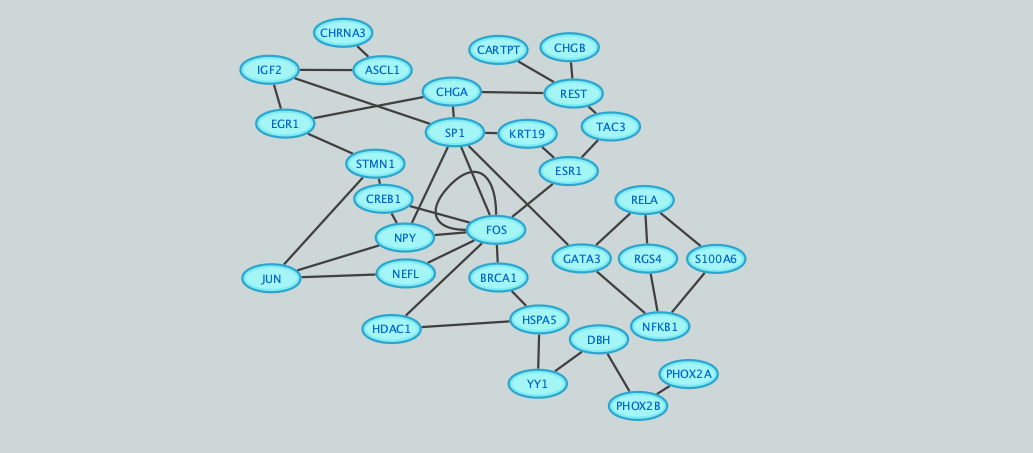 CHRNA3
CARTPT
CHGB
IGF2
ASCL1
CHGA
REST
EGR1
SP1
KRT19
TAC3
STMN1
ESR1
CREB1
RELA
FOS
NPY
GATA3
RGS4
S100A6
JUN
NEFL
BRCA1
HDAC1
HSPA5
NFKB1
DBH
YY1
PHOX2A
PHOX2B